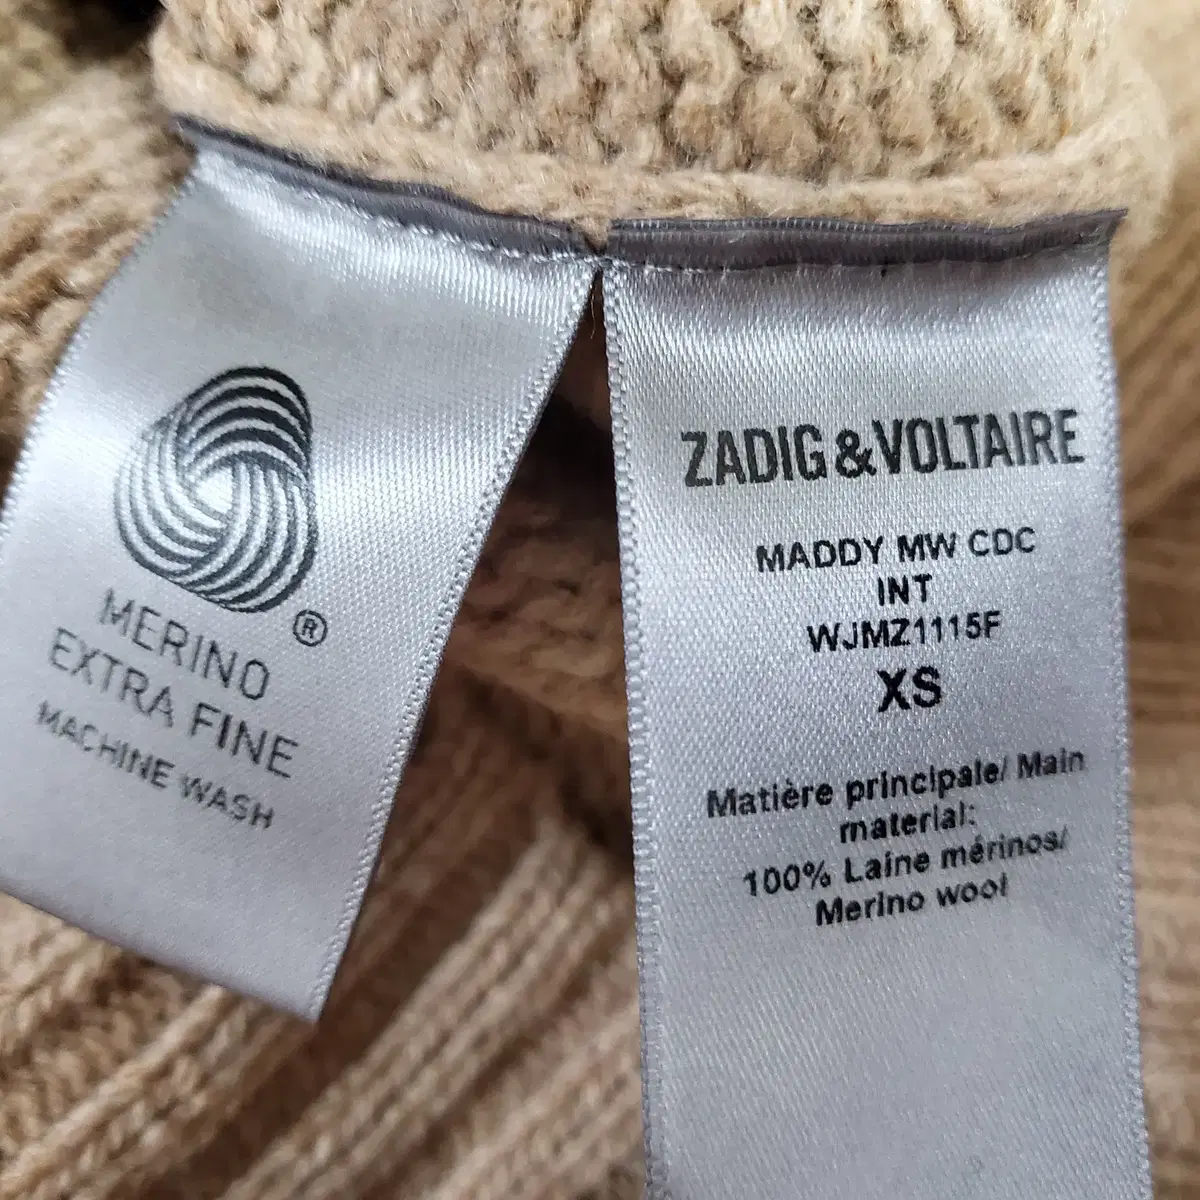 ®
MERINO
EXTRA FINE
MACHINE WASH
ZADIG&VOLTAIRE
MADDY MW CDC
INT
WJMZ1115F
XS
Matière principale/ Main
material:
100% Laine mérinos/
Merino wool